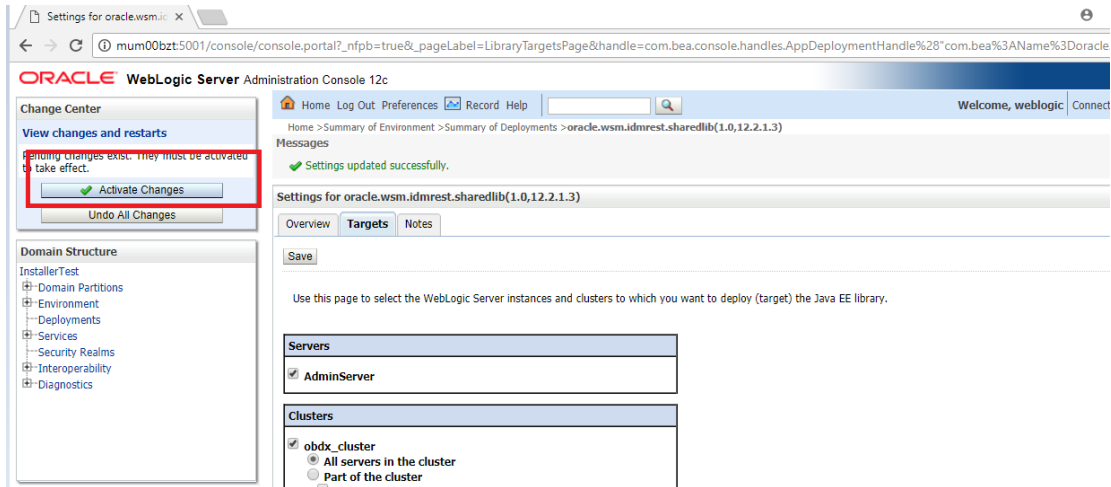 Settings for oracle.wsm.ic
mum00bzt:5001/console/console.portal?_nfpb=true&_pageLabel=LibraryTargetsPage&handle=com.bea.console.handles.AppDeploymentHandle%28"com.bea%3AName%3Doracle
ORACLE WebLogic Server Administration Console 12c
Change Center
View changes and restarts
Pending changes exist. They must be activated
to take effect.
Activate Changes
Undo All Changes
Domain Structure
InstallerTest
Domain Partitions
Environment
Deployments
Services
Security Realms
Interoperability
Diagnostics
Home Log Out Preferences Record Help
Welcome, weblogic Connect
Home >Summary of Environment >Summary of Deployments >oracle.wsm.idmrest.sharedlib(1.0,12.2.1.3)
Messages
Settings updated successfully.
Settings for oracle.wsm.idmrest.sharedlib(1.0,12.2.1.3)
Overview Targets Notes
Save
Use this page to select the WebLogic Server instances and clusters to which you want to deploy (target) the Java EE library.
Servers
AdminServer
Clusters
obdx_cluster
All servers in the cluster
Part of the cluster